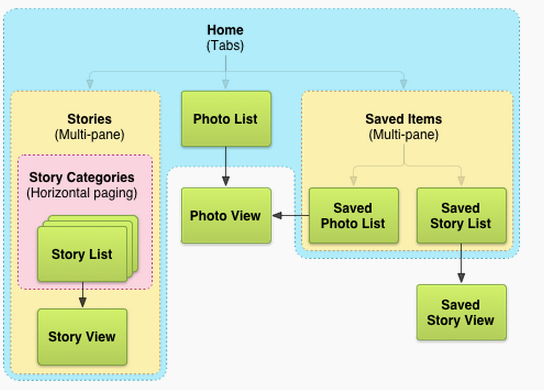 Home
(Tabs)
Stories
(Multi-pane)
Photo List
Saved Items
(Multi-pane)
Story Categories
(Horizontal paging)
Photo View
Saved
Photo List
Saved
Story List
Story List
Story View
Saved
Story View